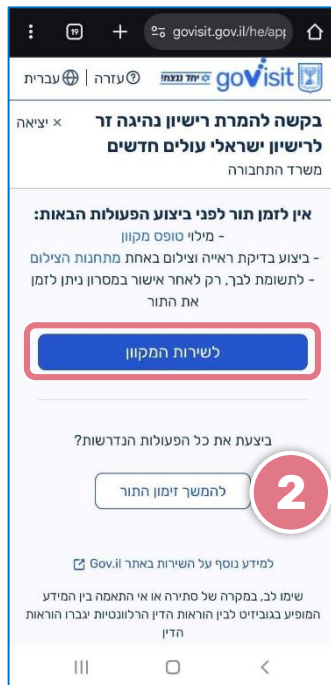 19 govisit.gov.il/he/app
goVisit יחד ננצח! עזרה | עברית
בקשה להמרת רישיון נהיגה זר × יציאה
לרישיון ישראלי עולים חדשים
משרד התחבורה
אין לזמן תור לפני ביצוע הפעולות הבאות:
- מילוי טופס מקוון
- ביצוע בדיקת ראייה וצילום באחת מתחנות הצילום
- לתשומת לבך, רק לאחר אישור במסרון ניתן לזמן
את התור
לשירות המקוון
ביצעת את כל הפעולות הנדרשות?
להמשך זימון התור
2
למידע נוסף על השירות באתר Gov.il
שימו לב, במקרה של סתירה או אי התאמה בין המידע
המופיע בגוביזיט לבין הוראות הדין הרלוונטיות יגברו הוראות
הדין